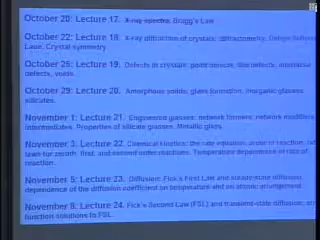 October 20: Lecture 17. X-ray spectra, Bragg's Law
October 22: Lecture 18. X-ray diffraction of crystals: diffractometry, Debye-Scherrer,
Laue. Crystal symmetry.
October 25: Lecture 19. Defects in crystals: point defects, line defects, interfacial
defects, voids.
October 29: Lecture 20. Amorphous solids, glass formation, inorganic glasses:
silicates.
November 1: Lecture 21. Engineered glasses: network formers, network modifiers,
intermediates. Properties of silicate glasses. Metallic glass.
November 3: Lecture 22. Chemical kinetics: the rate equation, order of reaction, rate
laws for zeroth, first, and second order reactions. Temperature dependence of rate of
reaction.
November 5: Lecture 23. Diffusion: Fick's First Law and steady-state diffusion,
dependence of the diffusion coefficient on temperature and on atomic arrangement.
November 8: Lecture 24. Fick's Second Law (FSL) and transient-state diffusion; error
function solutions to FSL